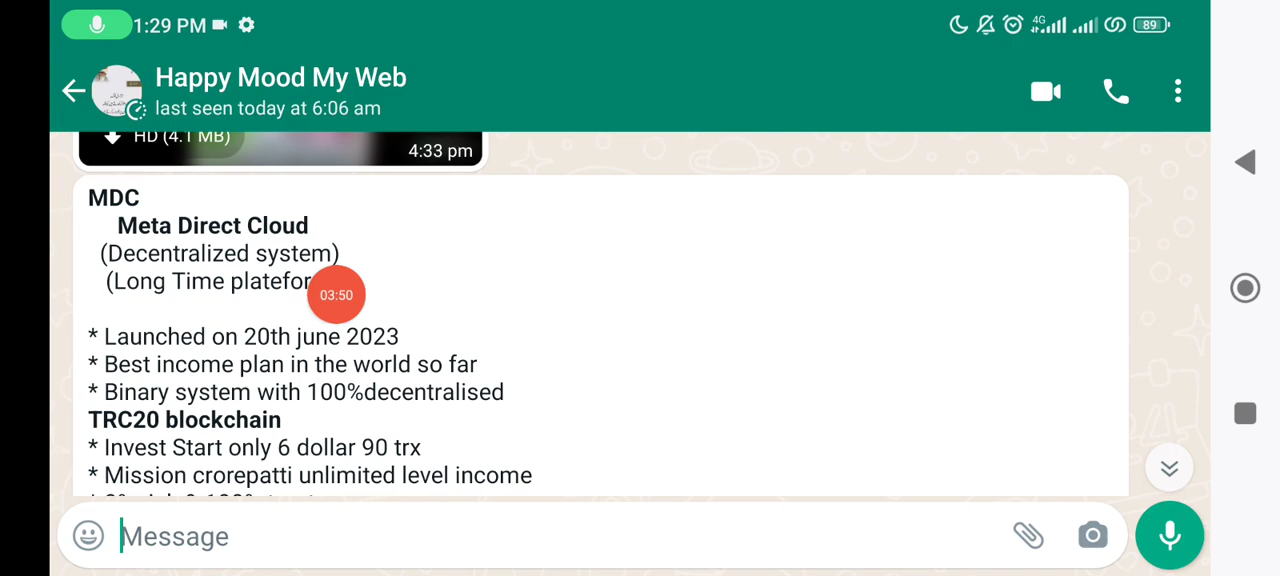 1:29 PM
4G
89
Happy Mood My Web
last seen today at 6:06 am
HD (4.1 MB)
4:33 pm
MDC
Meta Direct Cloud
(Decentralized system)
(Long Time platefor
03:50
* Launched on 20th june 2023
* Best income plan in the world so far
* Binary system with 100%decentralised
TRC20 blockchain
* Invest Start only 6 dollar 90 trx
* Mission crorepatti unlimited level income
Message